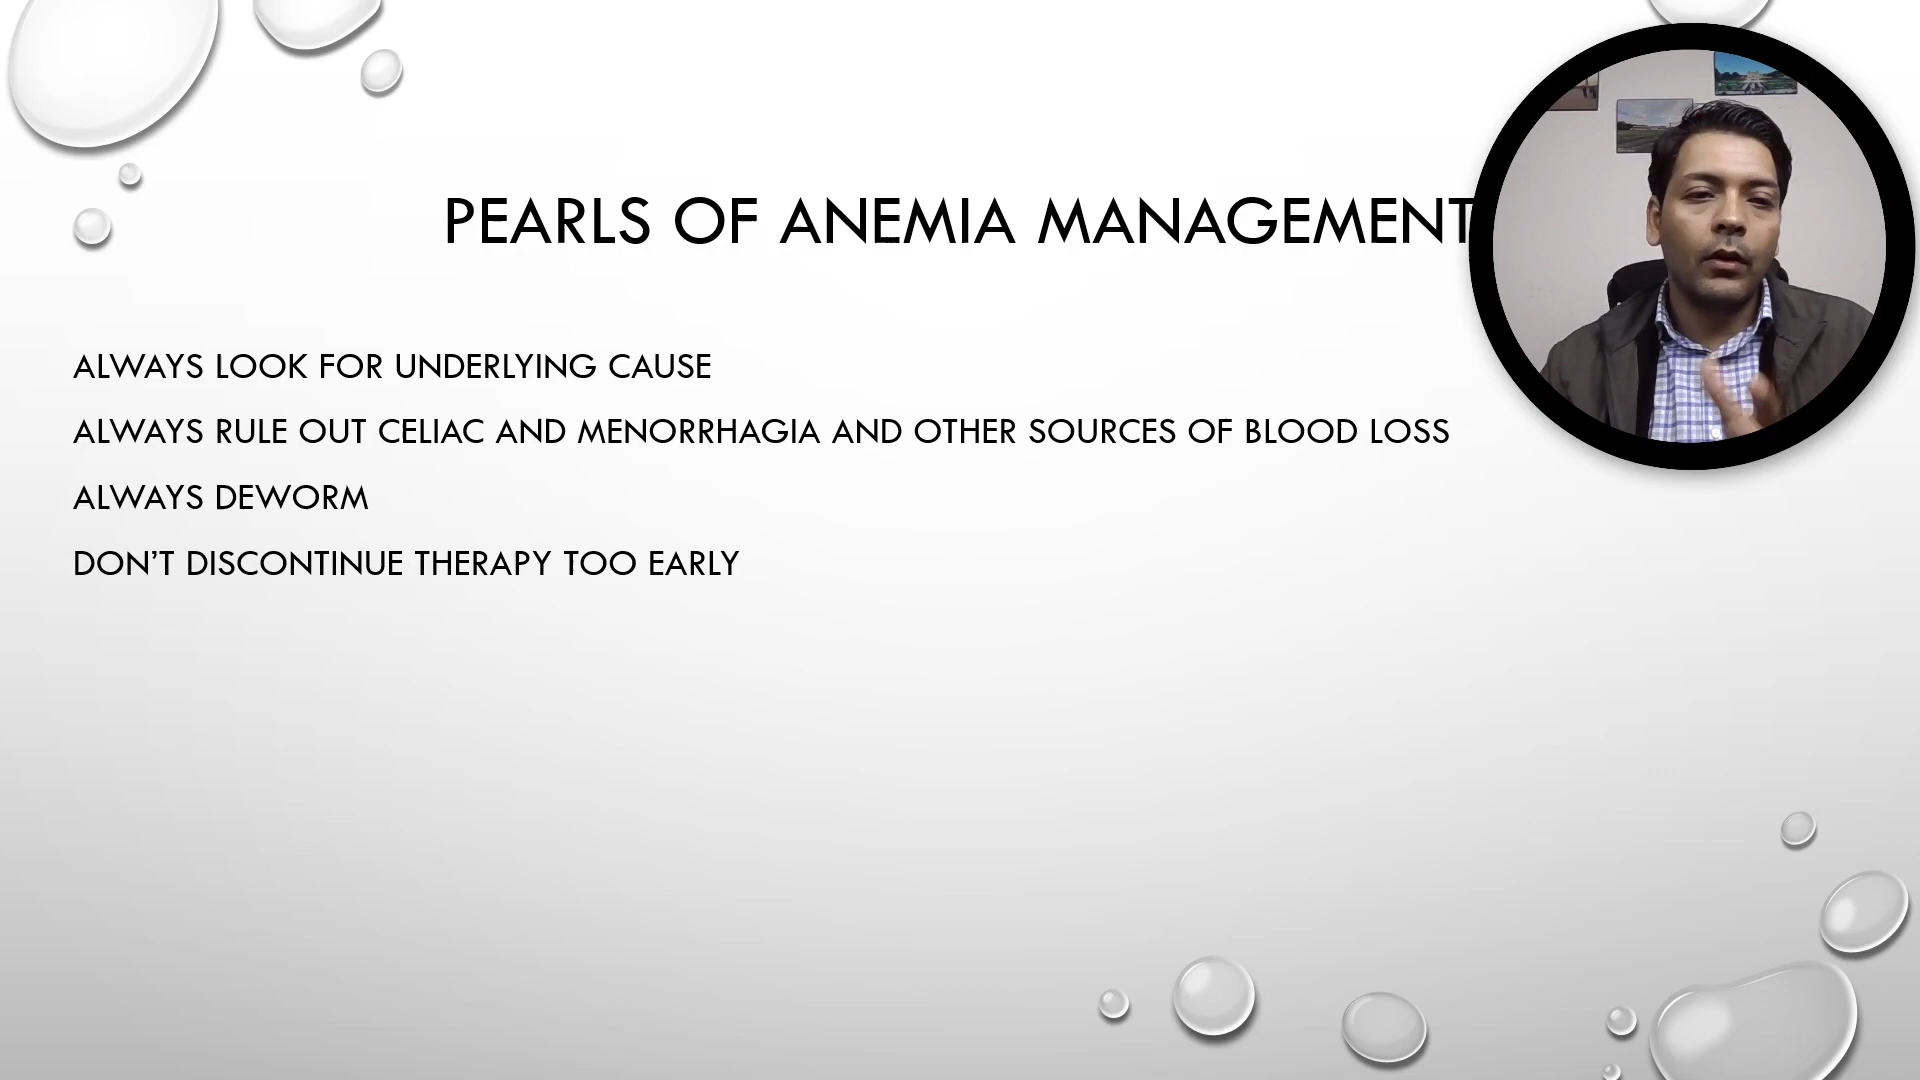 PEARLS OF ANEMIA MANAGEMENT
ALWAYS LOOK FOR UNDERLYING CAUSE
ALWAYS RULE OUT CELIAC AND MENORRHAGIA AND OTHER SOURCES OF BLOOD LOSS
ALWAYS DEWORM
DON’T DISCONTINUE THERAPY TOO EARLY